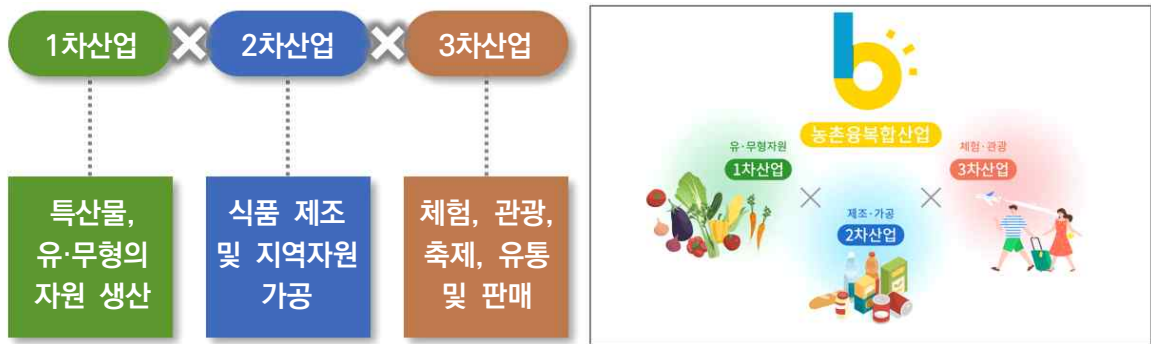 1차산업
2차산업
3차산업
특산물,
유·무형의
자원 생산
식품 제조
및 지역자원
가공
체험, 관광,
축제, 유통
및 판매
농촌융복합산업
유·무형자원
1차산업
체험·관광
3차산업
제조·가공
2차산업